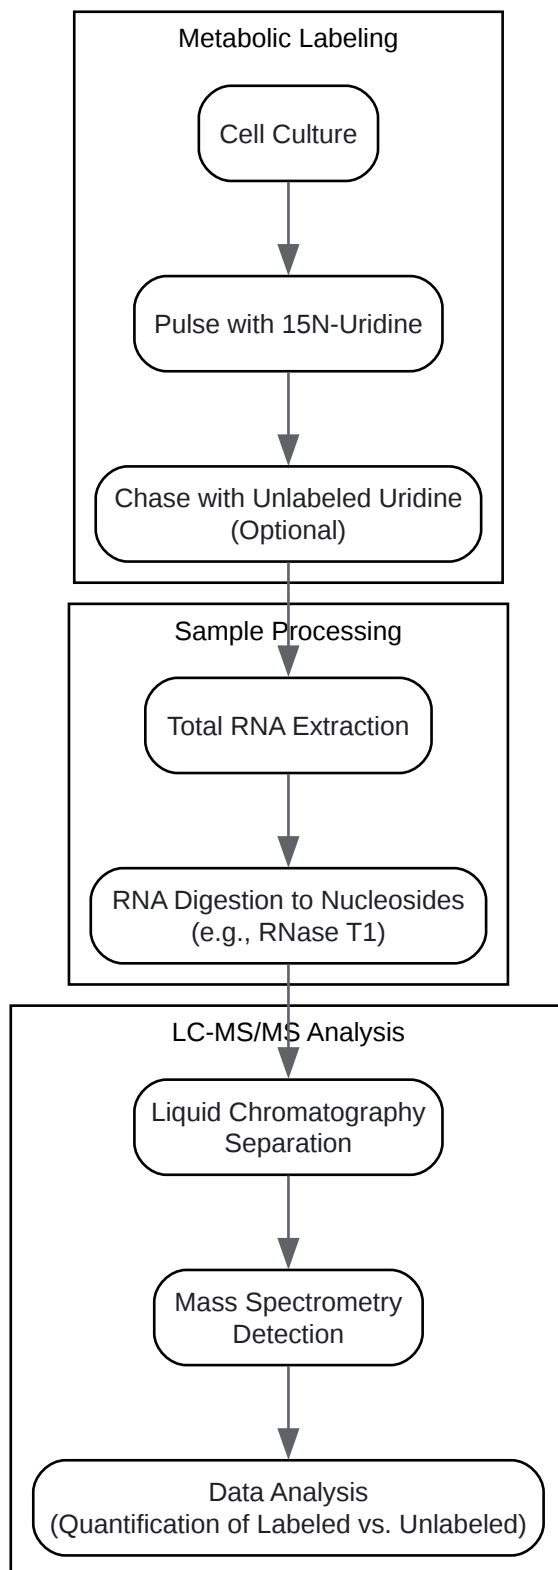 Metabolic Labeling
Cell Culture
Pulse with 15N-Uridine
Chase with Unlabeled Uridine
(Optional)
Sample Processing
Total RNA Extraction
RNA Digestion to Nucleosides
(e.g., RNase T1)
LC-MS/MS Analysis
Liquid Chromatography
Separation
Mass Spectrometry
Detection
Data Analysis
(Quantification of Labeled vs. Unlabeled)